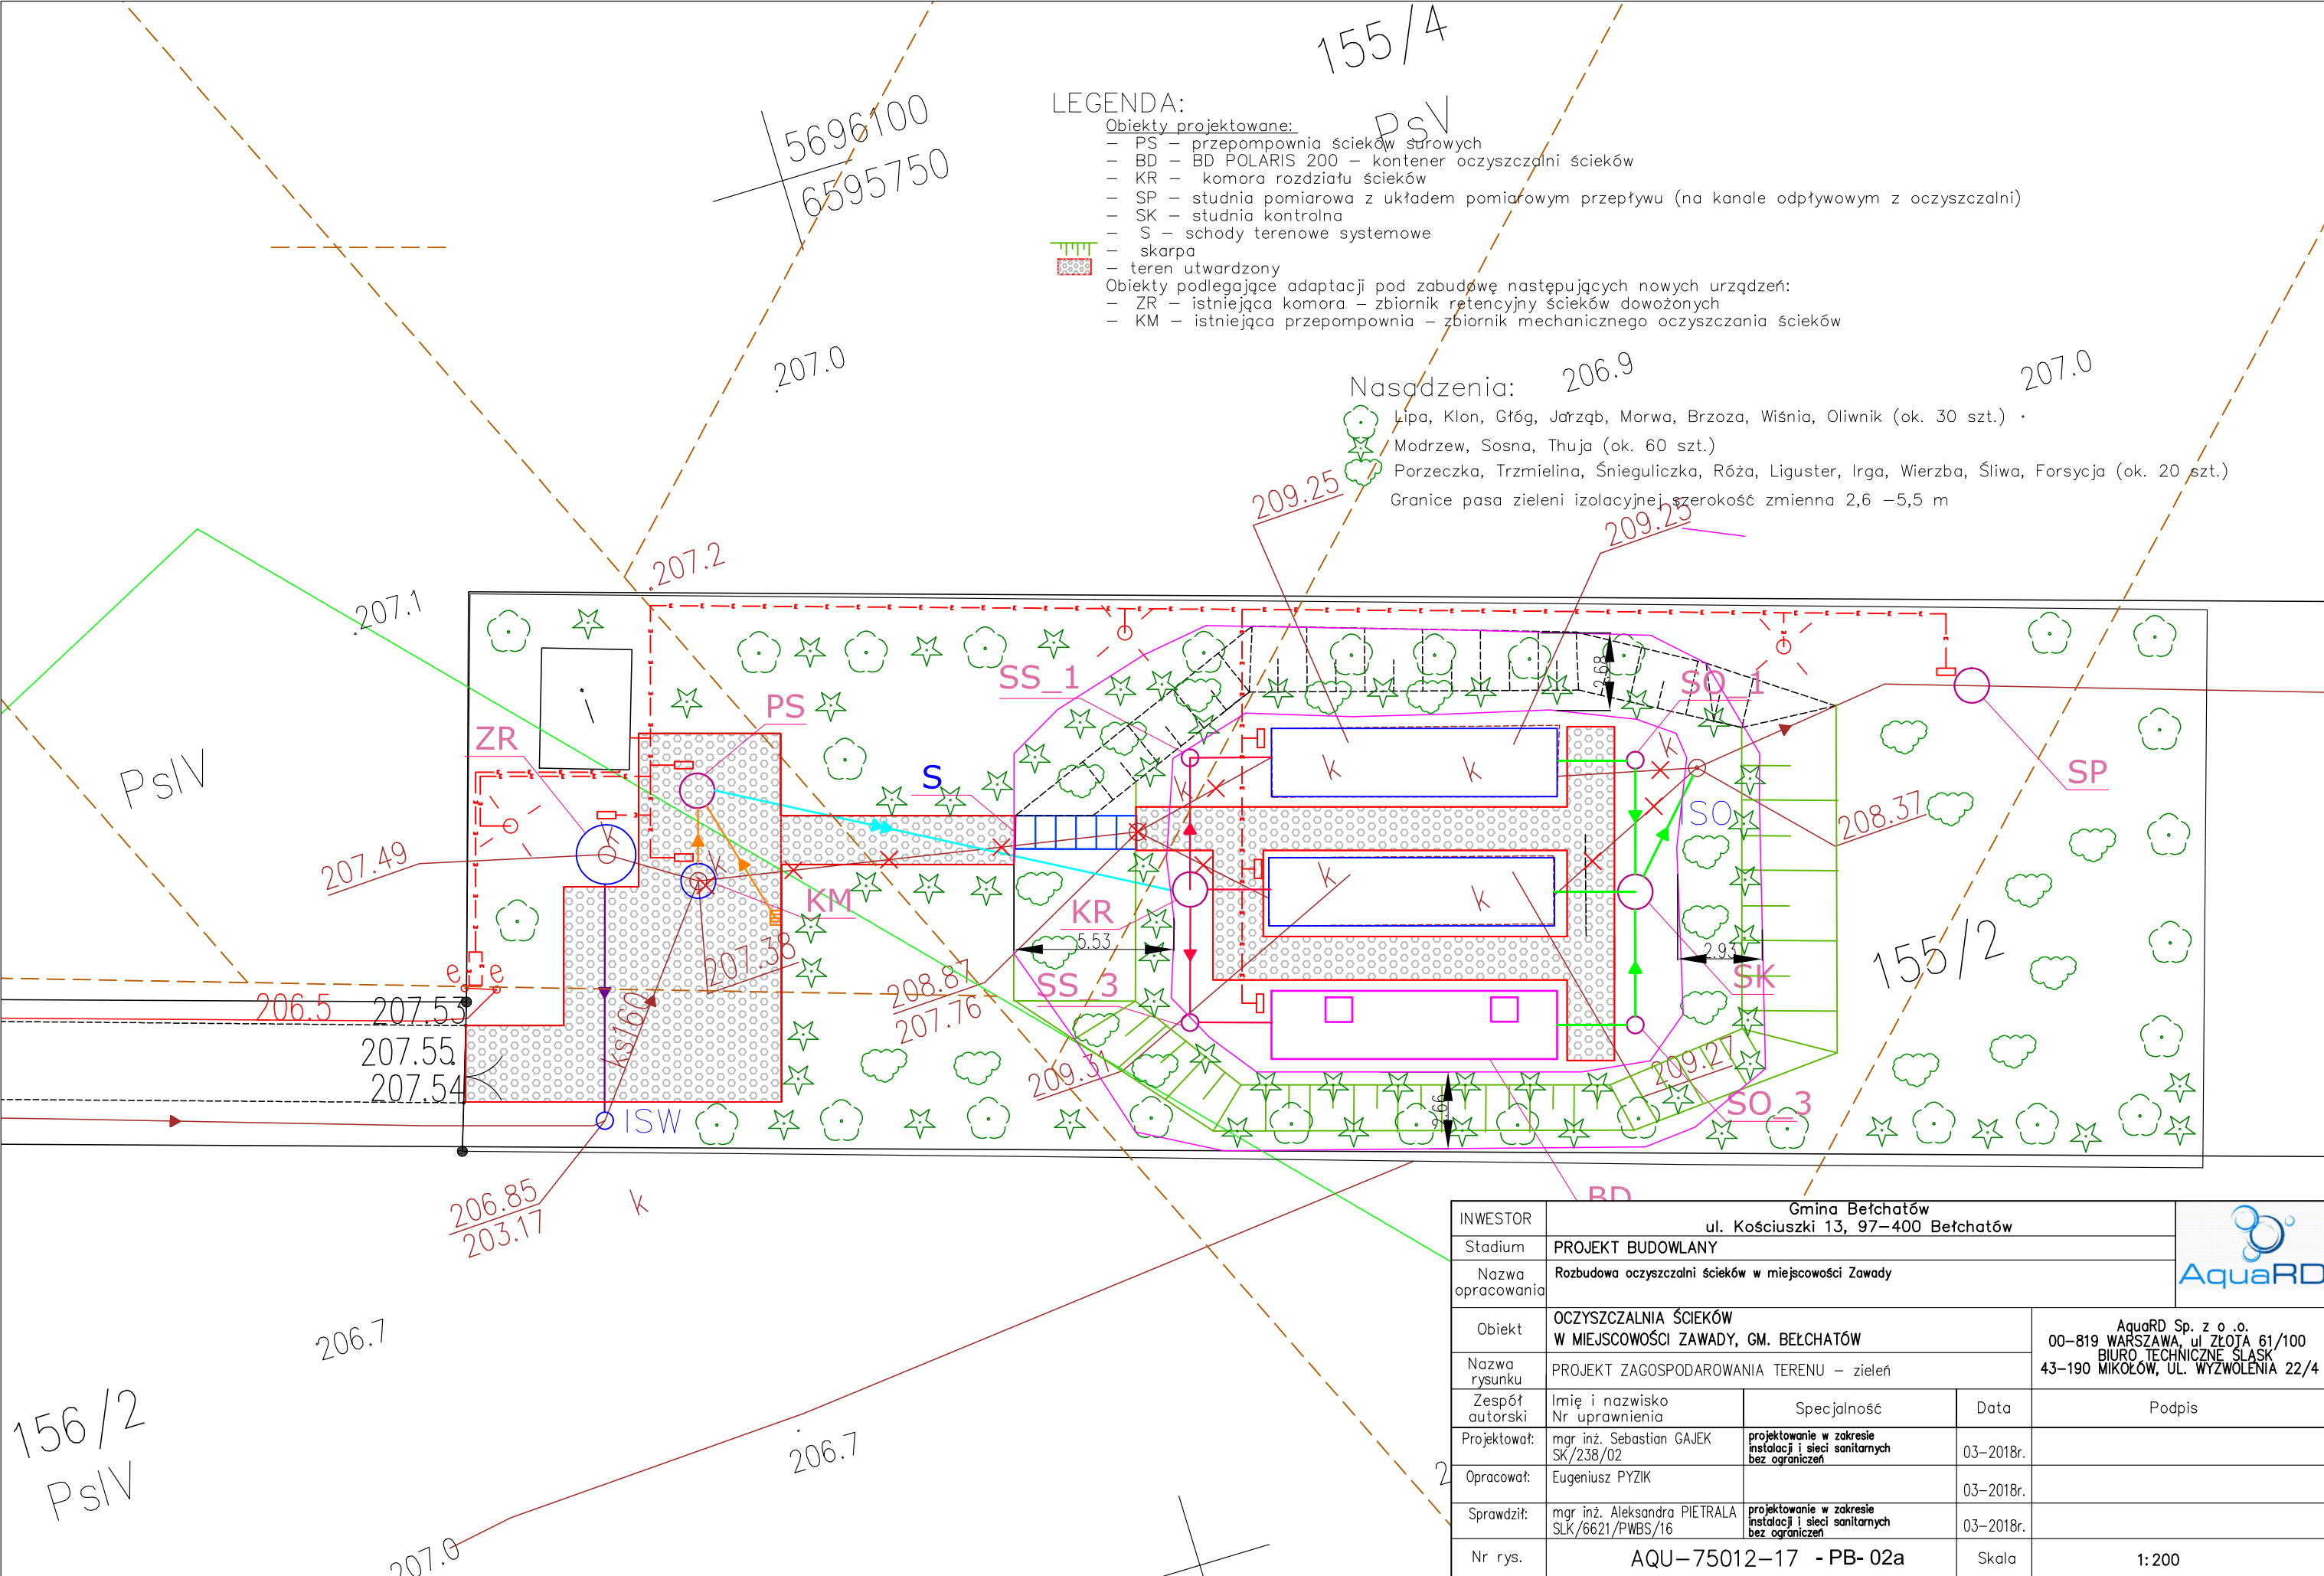 155/4
PsV
5696100
6595750
LEGENDA:
Obiekty projektowane:
– PS – przepompownia ścieków surowych
– BD – BD POLARIS 200 – kontener oczyszczalni ścieków
– KR – komora rozdziału ścieków
– SP – studnia pomiarowa z układem pomiarowym przepływu (na kanale odpływowym z oczyszczalni)
– SK – studnia kontrolna
– S – schody terenowe systemowe
– skarpa
– teren utwardzony
Obiekty podlegające adaptacji pod zabudowę następujących nowych urządzeń:
– ZR – istniejąca komora – zbiornik retencyjny ścieków dowożonych
– KM – istniejąca przepompownia – zbiornik mechanicznego oczyszczania ścieków
207.0
206.9
207.0
Nasadzenia:
Lipa, Klon, Głóg, Jarząb, Morwa, Brzoza, Wiśnia, Oliwnik (ok. 30 szt.)
Modrzew, Sosna, Thuja (ok. 60 szt.)
Porzeczka, Trzmielina, Śnieguliczka, Róża, Liguster, Irga, Wierzba, Śliwa, Forsycja (ok. 20 szt.)
Granice pasa zieleni izolacyjnej szerokość zmienna 2,6 –5,5 m
209.25
209.25
207.2
207.1
2.68
SS_1
SO_1
PS
ZR
i
S
SP
PsIV
k
k
k
k
SO
208.37
207.49
k
k
KM
k
k
KR
5.53
2.93
155/2
SK
207.38
e
e
SS_3
208.87
207.76
206.5
207.53
207.55
207.54
ks160
209.31
209.27
2.66
SO_3
ISW
206.85
203.17
k
BD
206.7
206.7
156/2
PsIV
207.0
2
INWESTOR
Gmina Bełchatów
ul. Kościuszki 13, 97–400 Bełchatów
Stadium
PROJEKT BUDOWLANY
Nazwa
opracowania
Rozbudowa oczyszczalni ścieków w miejscowości Zawady
AquaRD
Obiekt
OCZYSZCZALNIA ŚCIEKÓW
W MIEJSCOWOŚCI ZAWADY, GM. BEŁCHATÓW
AquaRD Sp. z o .o.
00–819 WARSZAWA, ul ZŁOTA 61/100
BIURO TECHNICZNE ŚLĄSK
43–190 MIKOŁÓW, UL. WYZWOLENIA 22/4
Nazwa
rysunku
PROJEKT ZAGOSPODAROWANIA TERENU – zieleń
Zespół
autorski
Imię i nazwisko
Nr uprawnienia
Specjalność
Data
Podpis
Projektował:
mgr inż. Sebastian GAJEK
SK/238/02
projektowanie w zakresie
instalacji i sieci sanitarnych
bez ograniczeń
03–2018r.
Opracował:
Eugeniusz PYZIK
03–2018r.
Sprawdził:
mgr inż. Aleksandra PIETRALA
SLK/6621/PWBS/16
projektowanie w zakresie
instalacji i sieci sanitarnych
bez ograniczeń
03–2018r.
Nr rys.
AQU–75012–17 - PB- 02a
Skala
1:200